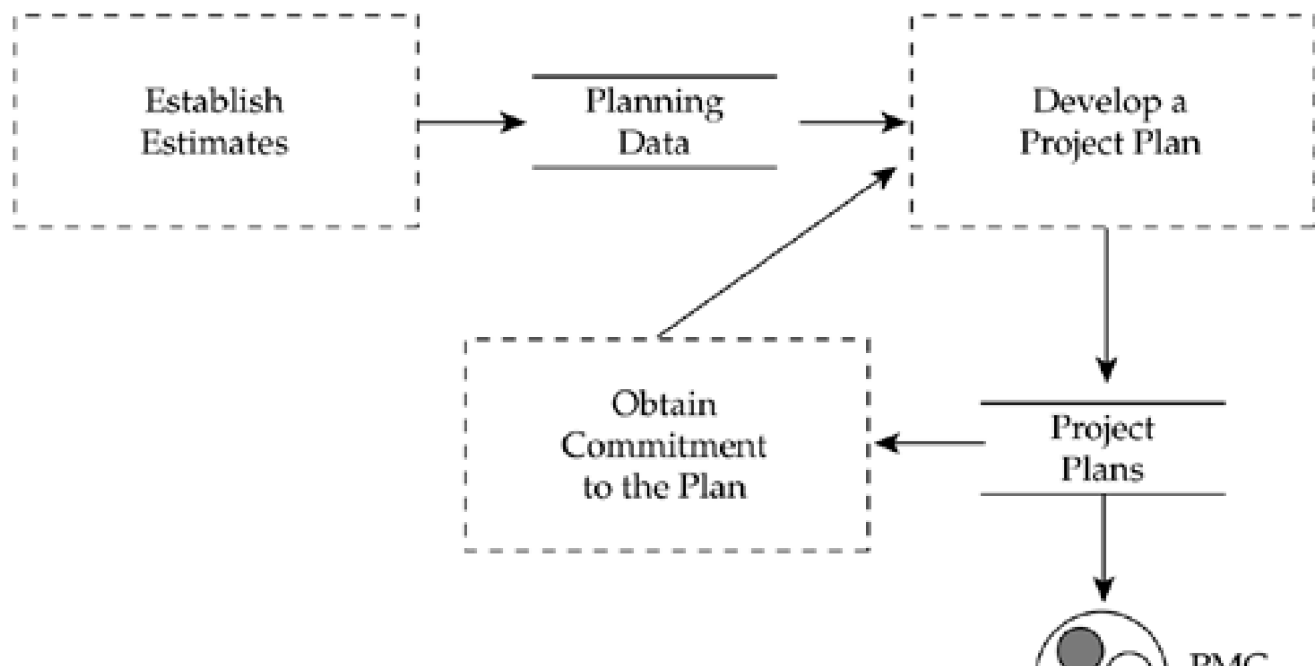 Establish
Estimates
Planning
Data
Develop a
Project Plan
Obtain
Commitment
to the Plan
Project
Plans
PMC